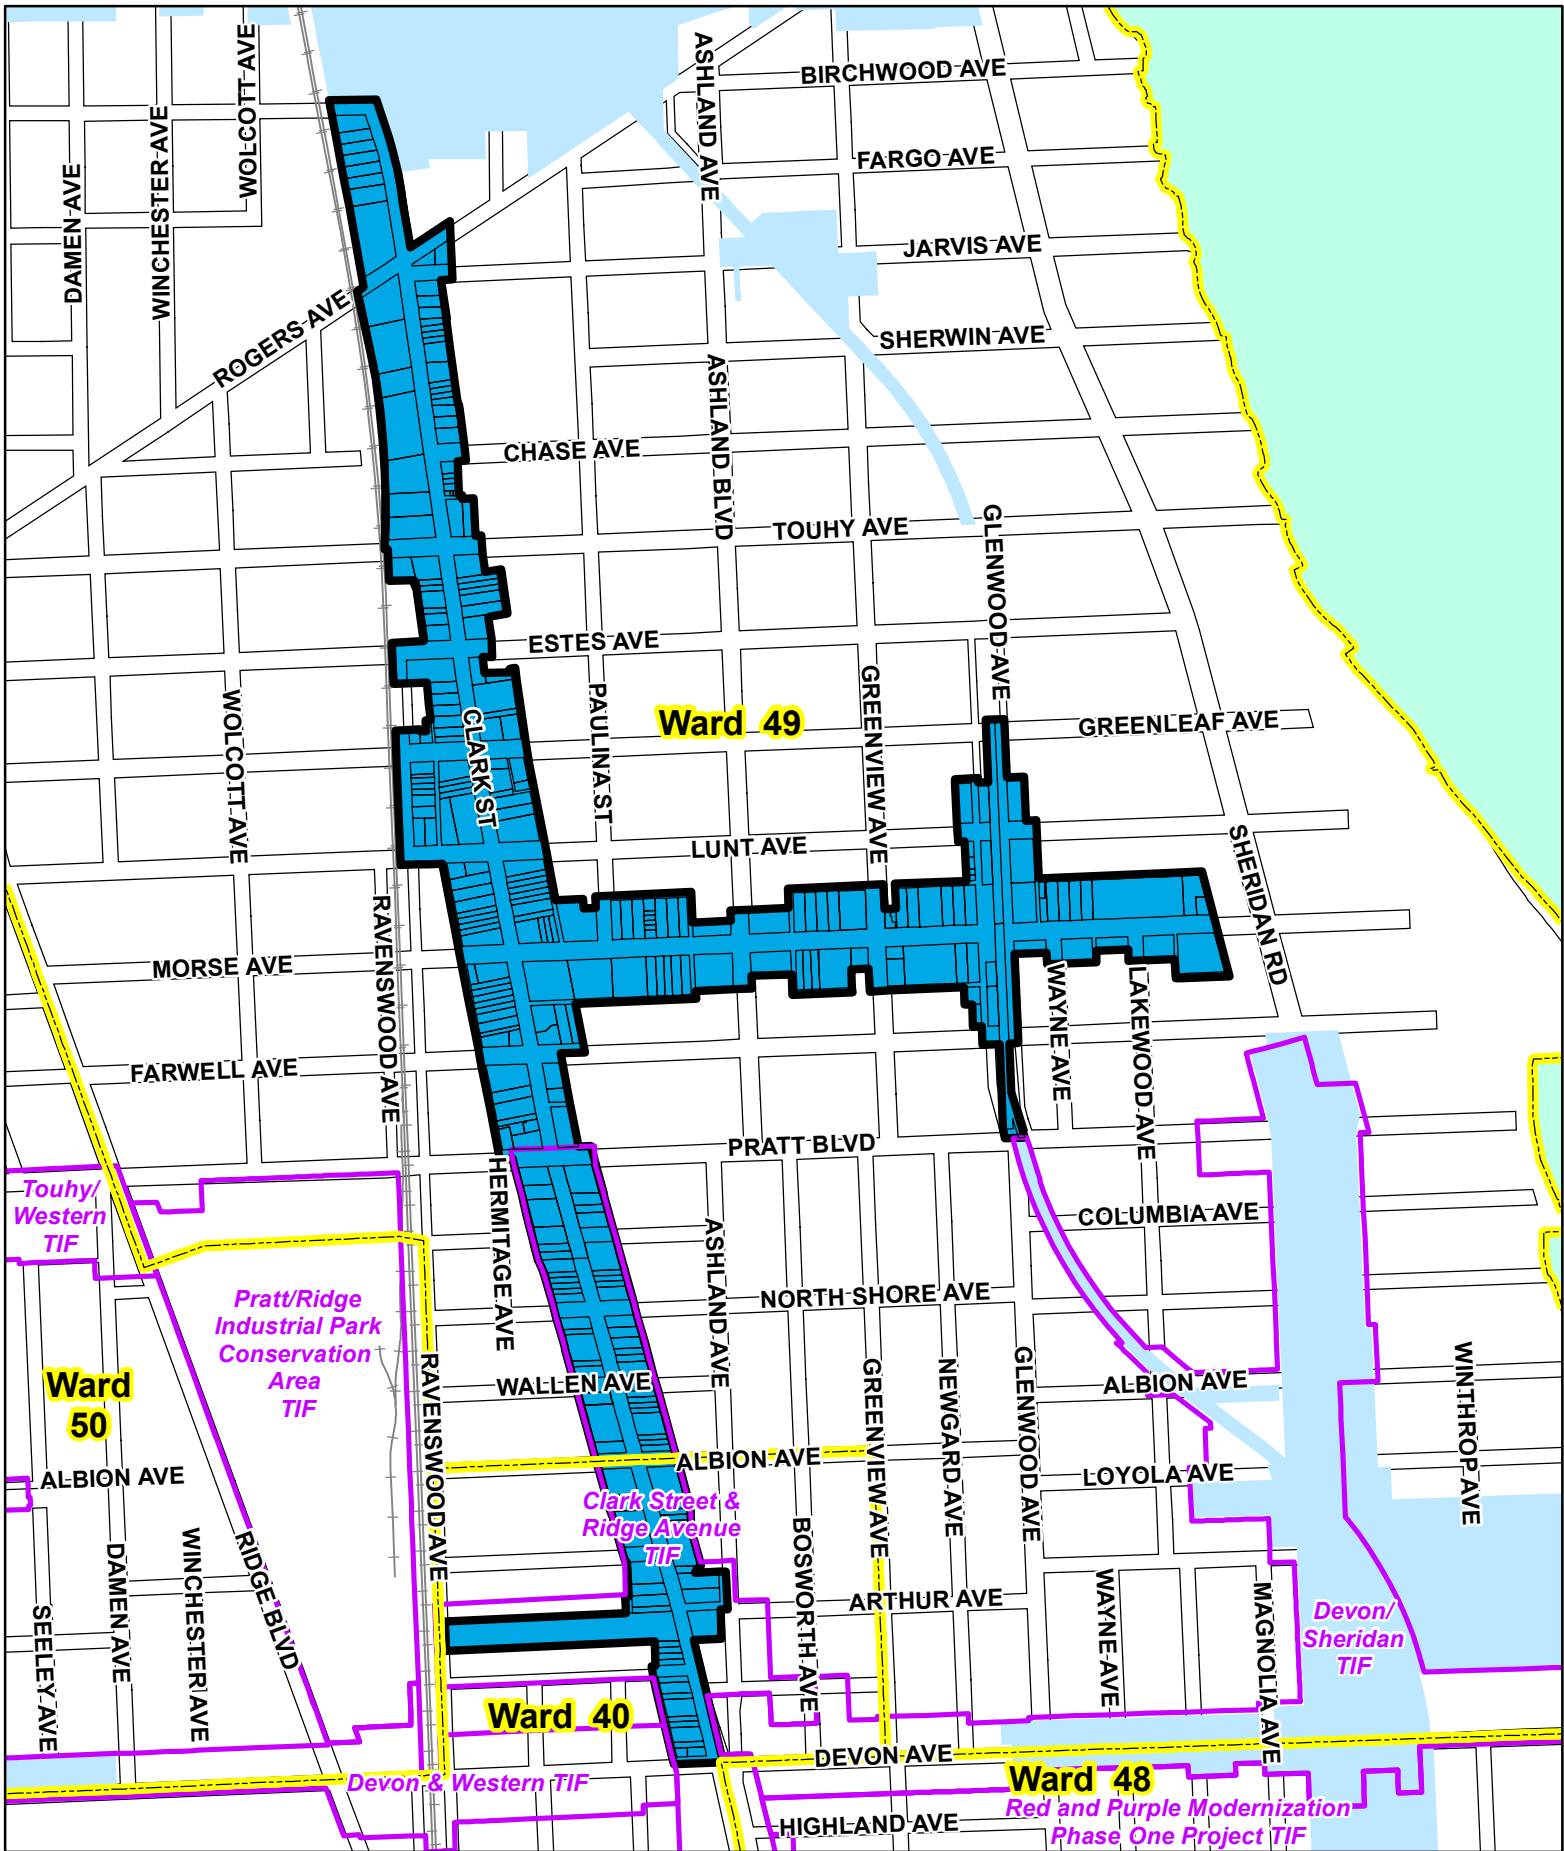 WOLCOTT AVE
ASHLAND AVE
BIRCHWOOD AVE
WINCHESTER AVE
DAMEN AVE
FARGO AVE
JARVIS AVE
ROGERS AVE
SHERWIN AVE
ASHLAND BLVD
CHASE AVE
TOUHY AVE
GLENWOOD AVE
ESTES AVE
WOLCOTT AVE
CLARK ST
PAULINA ST
Ward 49
GREENVIEW AVE
GREENLEAF AVE
LUNT AVE
SHERIDAN RD
RAVENSWOOD AVE
MORSE AVE
WAYNE AVE
LAKEWOOD AVE
FARWELL AVE
PRATT BLVD
HERMITAGE AVE
Touhy/
Western
TIF
COLUMBIA AVE
ASHLAND AVE
Pratt/Ridge
Industrial Park
Conservation
Area
TIF
NORTH SHORE AVE
RAVENSWOOD AVE
WALLEN AVE
GREENVIEW AVE
NEWGARD AVE
GLENWOOD AVE
ALBION AVE
WINTHROP AVE
Ward
50
ALBION AVE
ALBION AVE
LOYOLA AVE
Clark Street &
Ridge Avenue
TIF
BOSWORTH AVE
SEELEY AVE
DAMEN AVE
WINCHESTER AVE
RIDGE BLVD
ARTHUR AVE
WAYNE AVE
MAGNOLIA AVE
Devon/
Sheridan
TIF
Ward 40
DEVON AVE
Devon & Western TIF
Ward 48
Red and Purple Modernization
Phase One Project TIF
HIGHLAND AVE